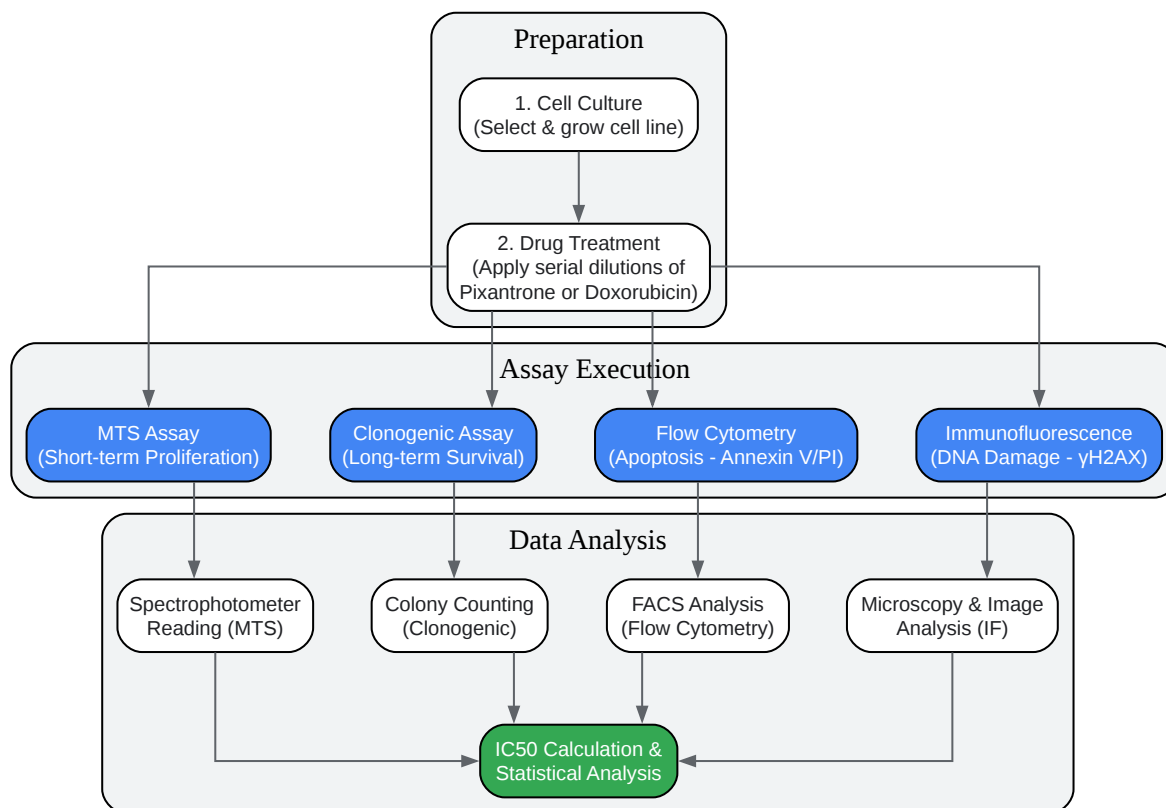 Preparation
1. Cell Culture
(Select & grow cell line)
2. Drug Treatment
(Apply serial dilutions of
Pixantrone or Doxorubicin)
Assay Execution
MTS Assay
(Short-term Proliferation)
Clonogenic Assay
(Long-term Survival)
Flow Cytometry
(Apoptosis - Annexin V/PI)
Immunofluorescence
(DNA Damage - γH2AX)
Data Analysis
Spectrophotometer
Reading (MTS)
Colony Counting
(Clonogenic)
FACS Analysis
(Flow Cytometry)
Microscopy & Image
Analysis (IF)
IC50 Calculation &
Statistical Analysis